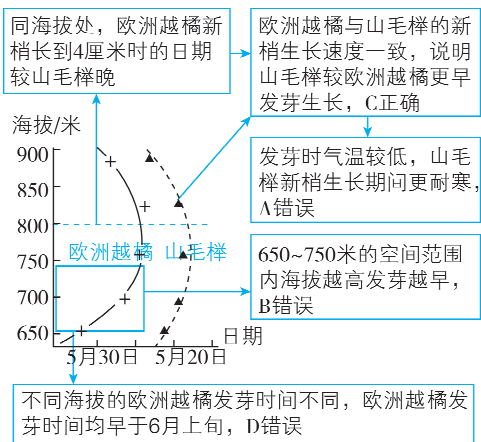 同海拔处，欧洲越橘新
梢长到4厘米时的日期
较山毛榉晚
欧洲越橘与山毛榉的新
梢生长速度一致，说明
山毛榉较欧洲越橘更早
发芽生长，C正确
发芽时气温较低，山毛
榉新梢生长期间更耐寒，
A错误
海拔/米
900
850
800
750
700
650
欧洲越橘 山毛榉
650~750米的空间范围
内海拔越高发芽越早，
B错误
日期
5月30日 5月20日
不同海拔的欧洲越橘发芽时间不同，欧洲越橘发
芽时间均早于6月上旬，D错误